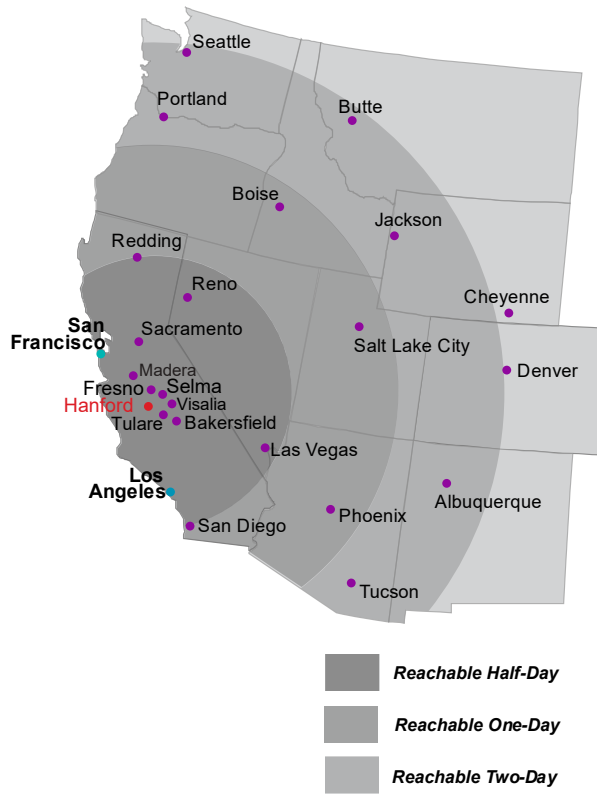 Seattle
Portland
Butte
Boise
Jackson
Redding
Reno
Cheyenne
San
Francisco
Sacramento
Salt Lake City
Madera
Denver
Fresno
Selma
Hanford
Visalia
Tulare
Bakersfield
Las Vegas
Los
Angeles
Albuquerque
San Diego
Phoenix
Tucson
Reachable Half-Day
Reachable One-Day
Reachable Two-Day